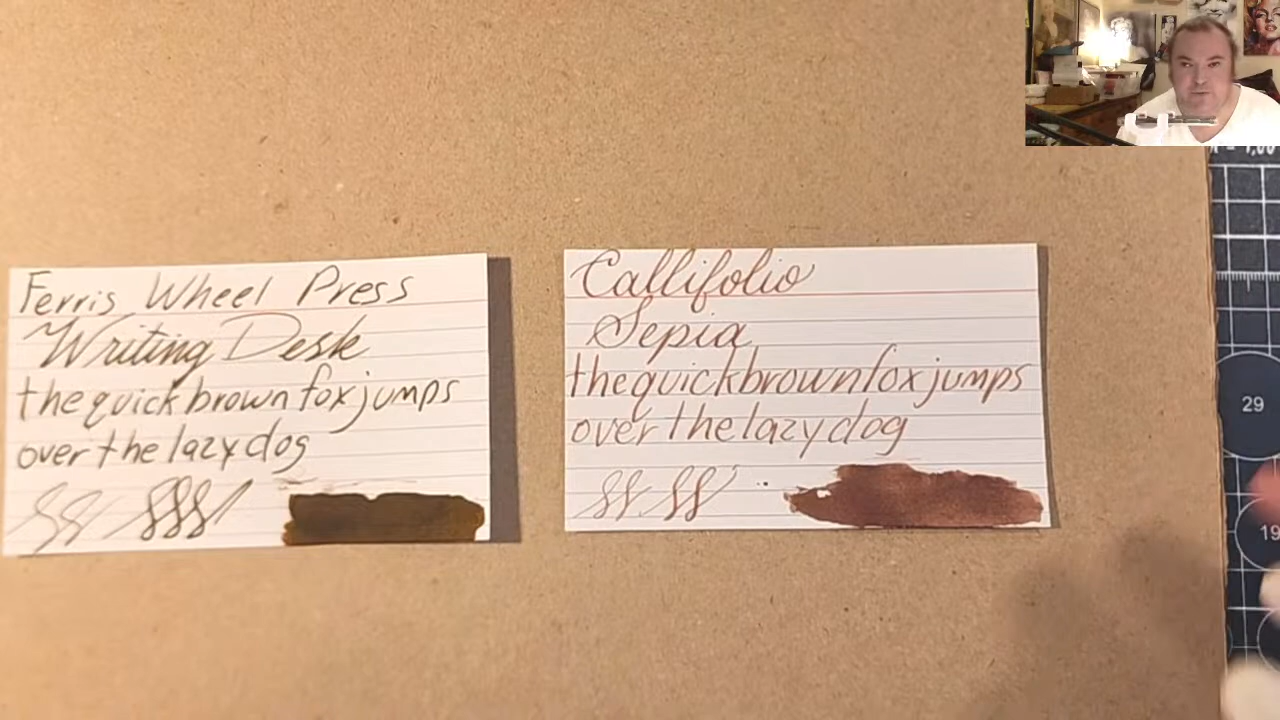 Ferris Wheel Press
Writing Desk
the quick brown fox jumps
over the lazy dog
Callifolio
Sepia
the quick brown fox jumps
over the lazy dog
29
19